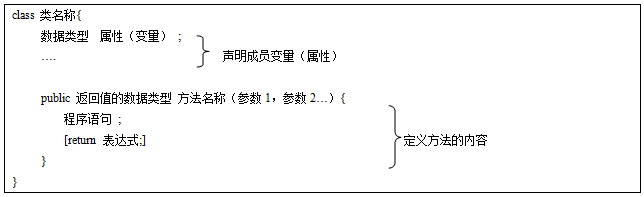 class 类名称{
数据类型 属性（变量） ;
....
声明成员变量（属性）
public 返回值的数据类型 方法名称（参数 1，参数 2…）{
程序语句 ;
[return 表达式;]
定义方法的内容
}
}